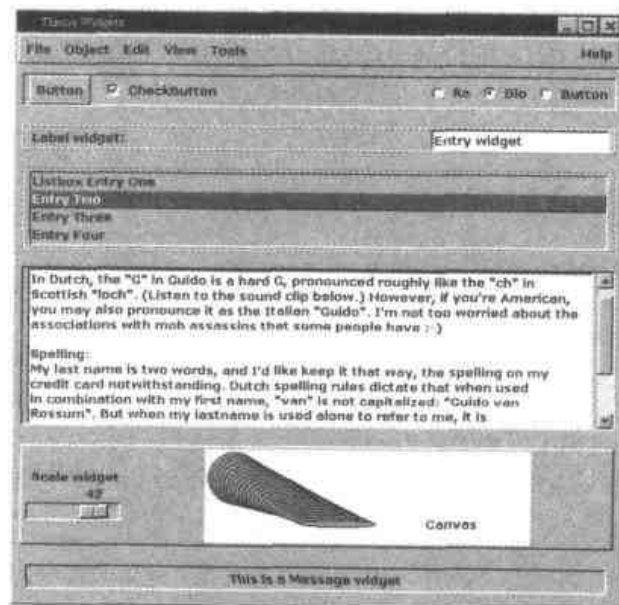 Widgets
File Object Edit View Tools Help
Button Checkbutton Ra Dio Button
Label widget: Entry widget
Listbox Entry One
Entry Two
Entry Three
Entry Four
In Dutch, the "G" in Guido is a hard G, pronounced roughly like the "ch" in
Scottish "loch". (Listen to the sound clip below.) However, if you're American,
you may also pronounce it as the Italian "Guido". I'm not too worried about the
associations with mob assassins that some people have :-)
Spelling:
My last name is two words, and I'd like keep it that way, the spelling on my
credit card notwithstanding. Dutch spelling rules dictate that when used
in combination with my first name, "van" is not capitalized: "Guido van
Rossum". But when my lastname is used alone to refer to me, it is
Scale widget
42
Canvas
This is a Message widget